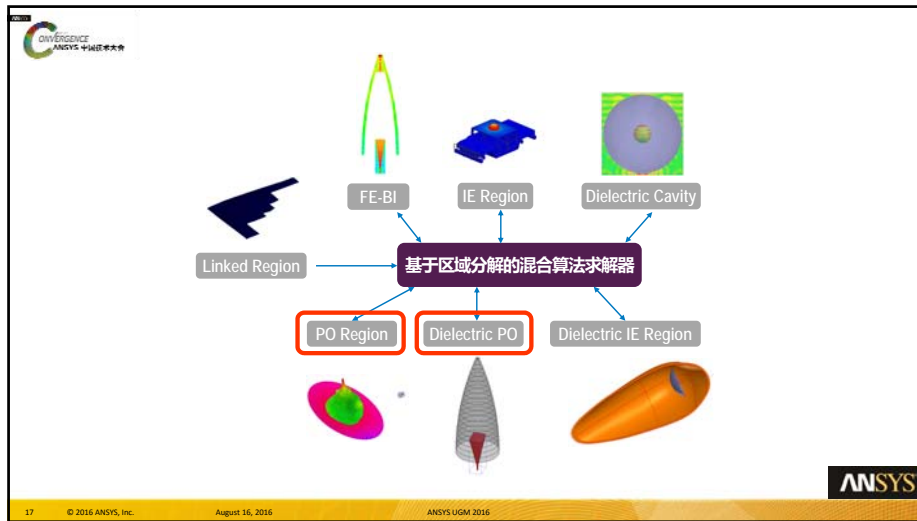 ANSYS
CONVERGENCE
ANSYS 中国技术大会
FE-BI
IE Region
Dielectric Cavity
Linked Region
基于区域分解的混合算法求解器
PO Region
Dielectric PO
Dielectric IE Region
ANSYS
17
© 2016 ANSYS, Inc.
August 16, 2016
ANSYS UGM 2016